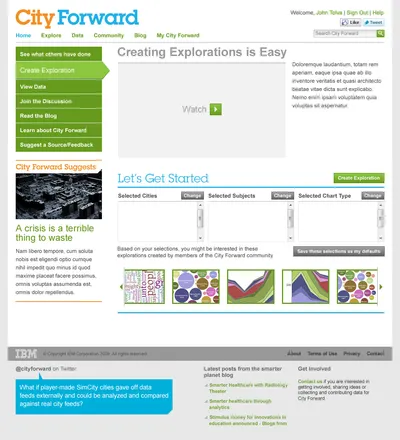 City Forward
Welcome, John Tolva | Sign Out | Help
Like Tweet
Home Explore Data Community Blog My City Forward
Search City Forward
See what others have done
Create Exploration
View Data
Join the Discussion
Read the Blog
Learn about City Forward
Suggest a Source/Feedback
Creating Explorations is Easy
Watch
Doloremque laudantium, totam rem
aperiam, eaque ipsa quae ab illo
inventore veritatis et quasi architecto
beatae vitae dicta sunt explicabo.
Nemo enim ipsam voluptatem quia
voluptas sit aspernatur.
City Forward Suggests
A crisis is a terrible
thing to waste
Nam libero tempore, cum soluta
nobis est eligendi optio cumque
nihil impedit quo minus id quod
maxime placeat facere possimus,
omnis voluptas assumenda est,
omnis dolor repellendus.
Let's Get Started
Create Exploration
Selected Cities Change
Selected Subjects Change
Selected Chart Type Change
Based on your selections, you might be interested in these
explorations created by members of the City Forward community.
Save these selections as my defaults
people
IBM
© Copyright IBM Corporation 2009. All rights reserved.
About Terms of Use Privacy Contact
@cityforward on Twitter
What if player-made SimCity cities gave off data
feeds externally and could be analyzed and compared
against real city feeds?
Latest posts from the smarter
planet blog
Smarter healthcare with Radiology
Theater
Smarter healthcare through
analytics
Stimulus money for innovations in
education announced - Blogs from
Get Involved
Contact us if you are interested in
getting involved, sharing ideas or
collecting and contributing data for
City Forward.